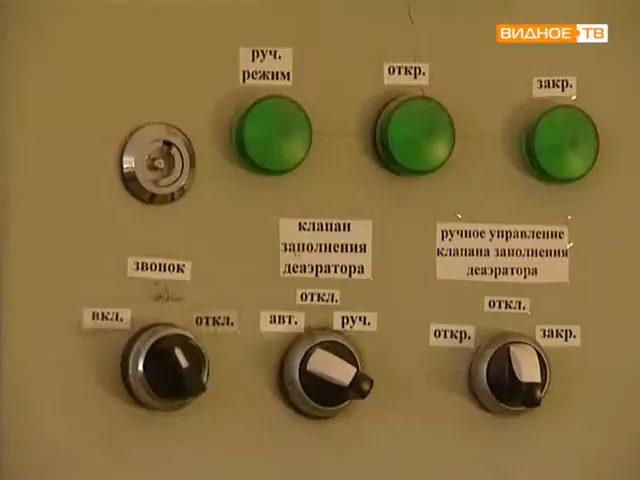 ВИДНОЕ ТВ
руч.
режим
откр.
закр.
клапан
заполнения
деаэратора
ручное управление
клапана заполнения
деаэратора
звонок
вкл.
откл.
откл.
авт.
руч.
откл.
откр.
закр.